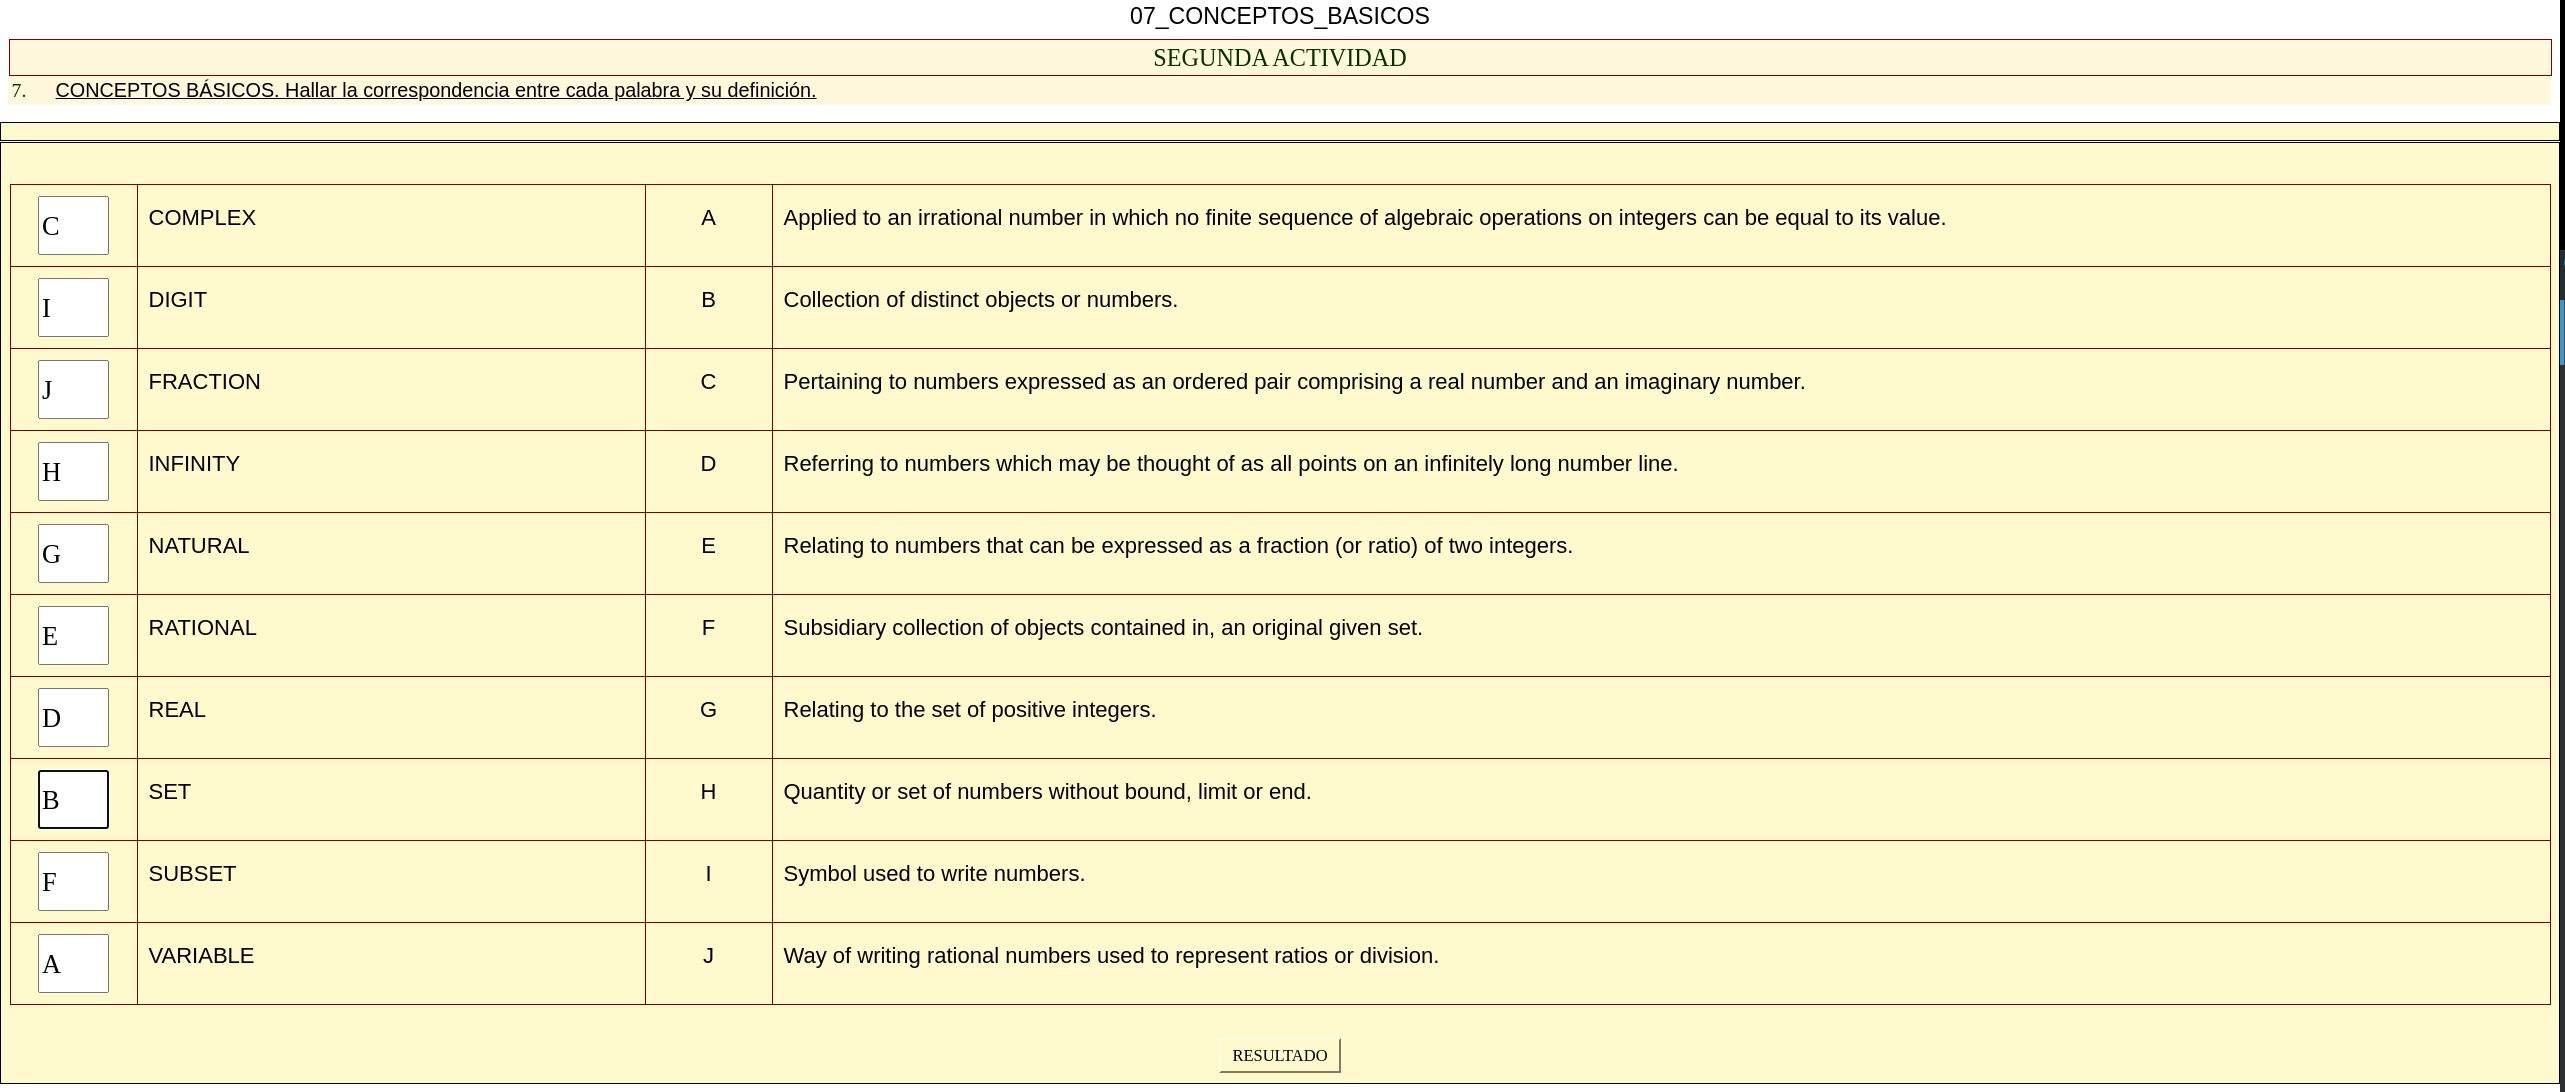 07_CONCEPTOS_BASICOS
SEGUNDA ACTIVIDAD
7. CONCEPTOS BÁSICOS. Hallar la correspondencia entre cada palabra y su definición.
C COMPLEX A Applied to an irrational number in which no finite sequence of algebraic operations on integers can be equal to its value.
I DIGIT B Collection of distinct objects or numbers.
J FRACTION C Pertaining to numbers expressed as an ordered pair comprising a real number and an imaginary number.
H INFINITY D Referring to numbers which may be thought of as all points on an infinitely long number line.
G NATURAL E Relating to numbers that can be expressed as a fraction (or ratio) of two integers.
E RATIONAL F Subsidiary collection of objects contained in, an original given set.
D REAL G Relating to the set of positive integers.
B SET H Quantity or set of numbers without bound, limit or end.
F SUBSET I Symbol used to write numbers.
A VARIABLE J Way of writing rational numbers used to represent ratios or division.
RESULTADO